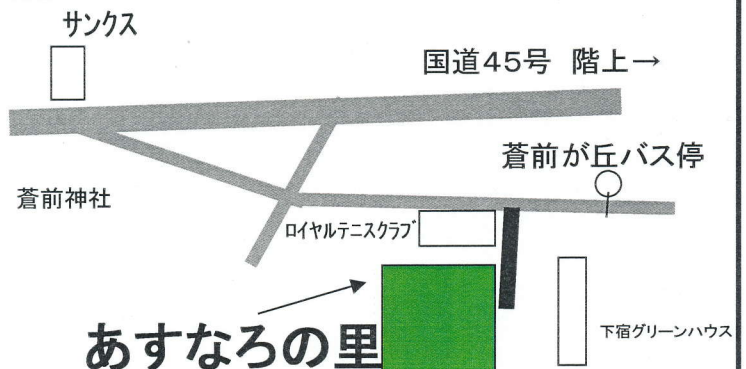 サンクス
国道45号 階上→
蒼前が丘バス停
蒼前神社
ロイヤルテニスクラブ
あすなろの里
下宿グリーンハウス